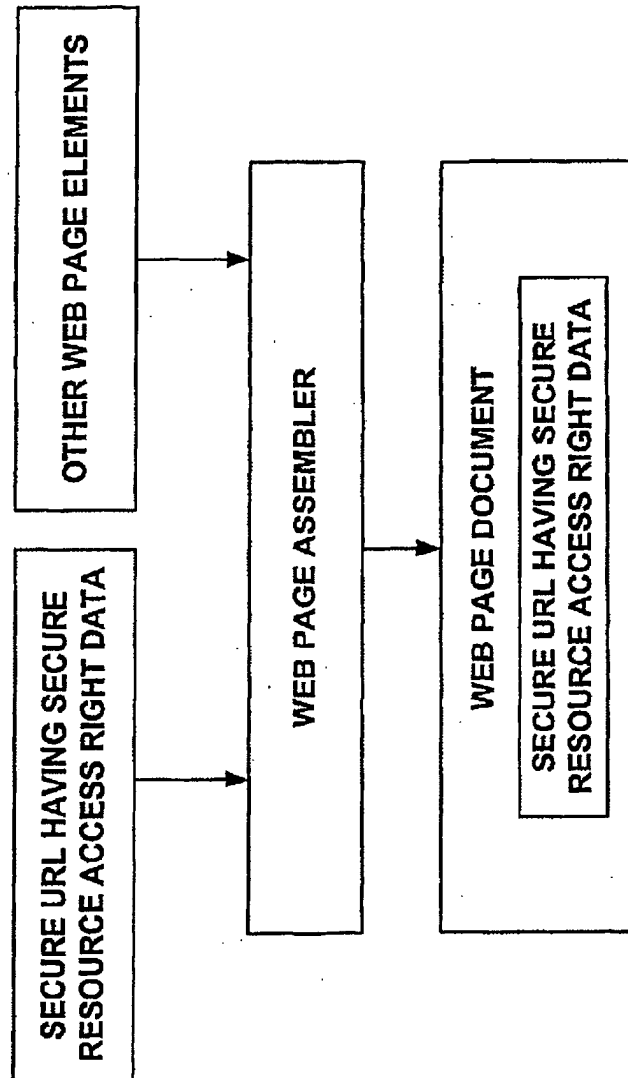 SECURE URL HAVING SECURE
RESOURCE ACCESS RIGHT DATA
OTHER WEB PAGE ELEMENTS
WEB PAGE ASSEMBLER
WEB PAGE DOCUMENT
SECURE URL HAVING SECURE
RESOURCE ACCESS RIGHT DATA